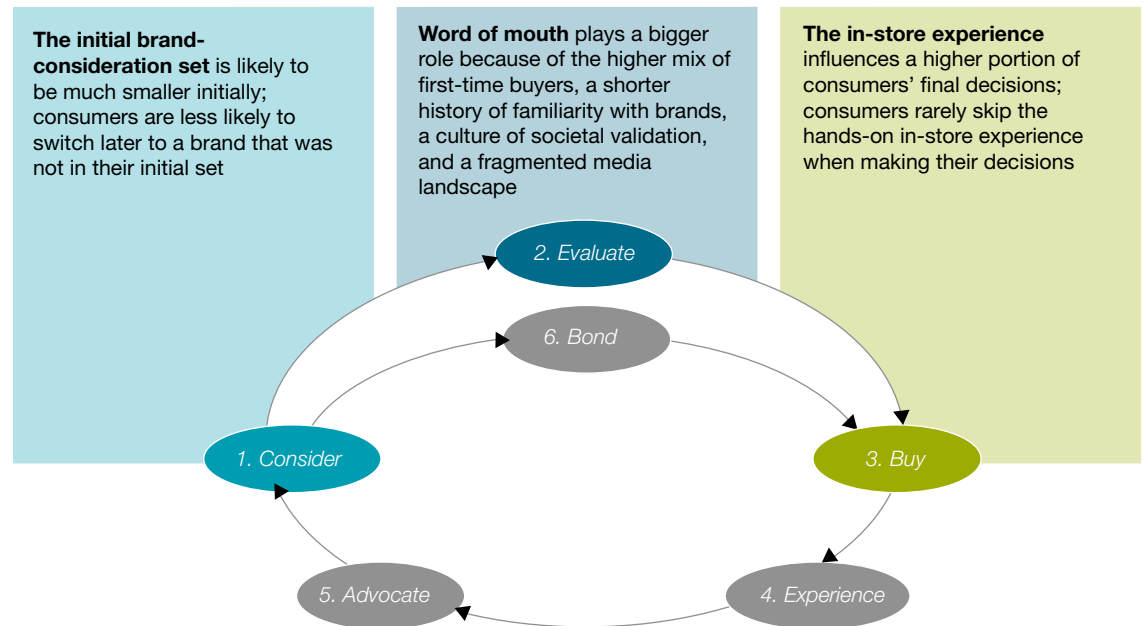 The initial brand-
consideration set is likely to
be much smaller initially;
consumers are less likely to
switch later to a brand that was
not in their initial set
Word of mouth plays a bigger
role because of the higher mix of
first-time buyers, a shorter
history of familiarity with brands,
a culture of societal validation,
and a fragmented media
landscape
The in-store experience
influences a higher portion of
consumers’ final decisions;
consumers rarely skip the
hands-on in-store experience
when making their decisions
2. Evaluate
6. Bond
1. Consider
3. Buy
5. Advocate
4. Experience